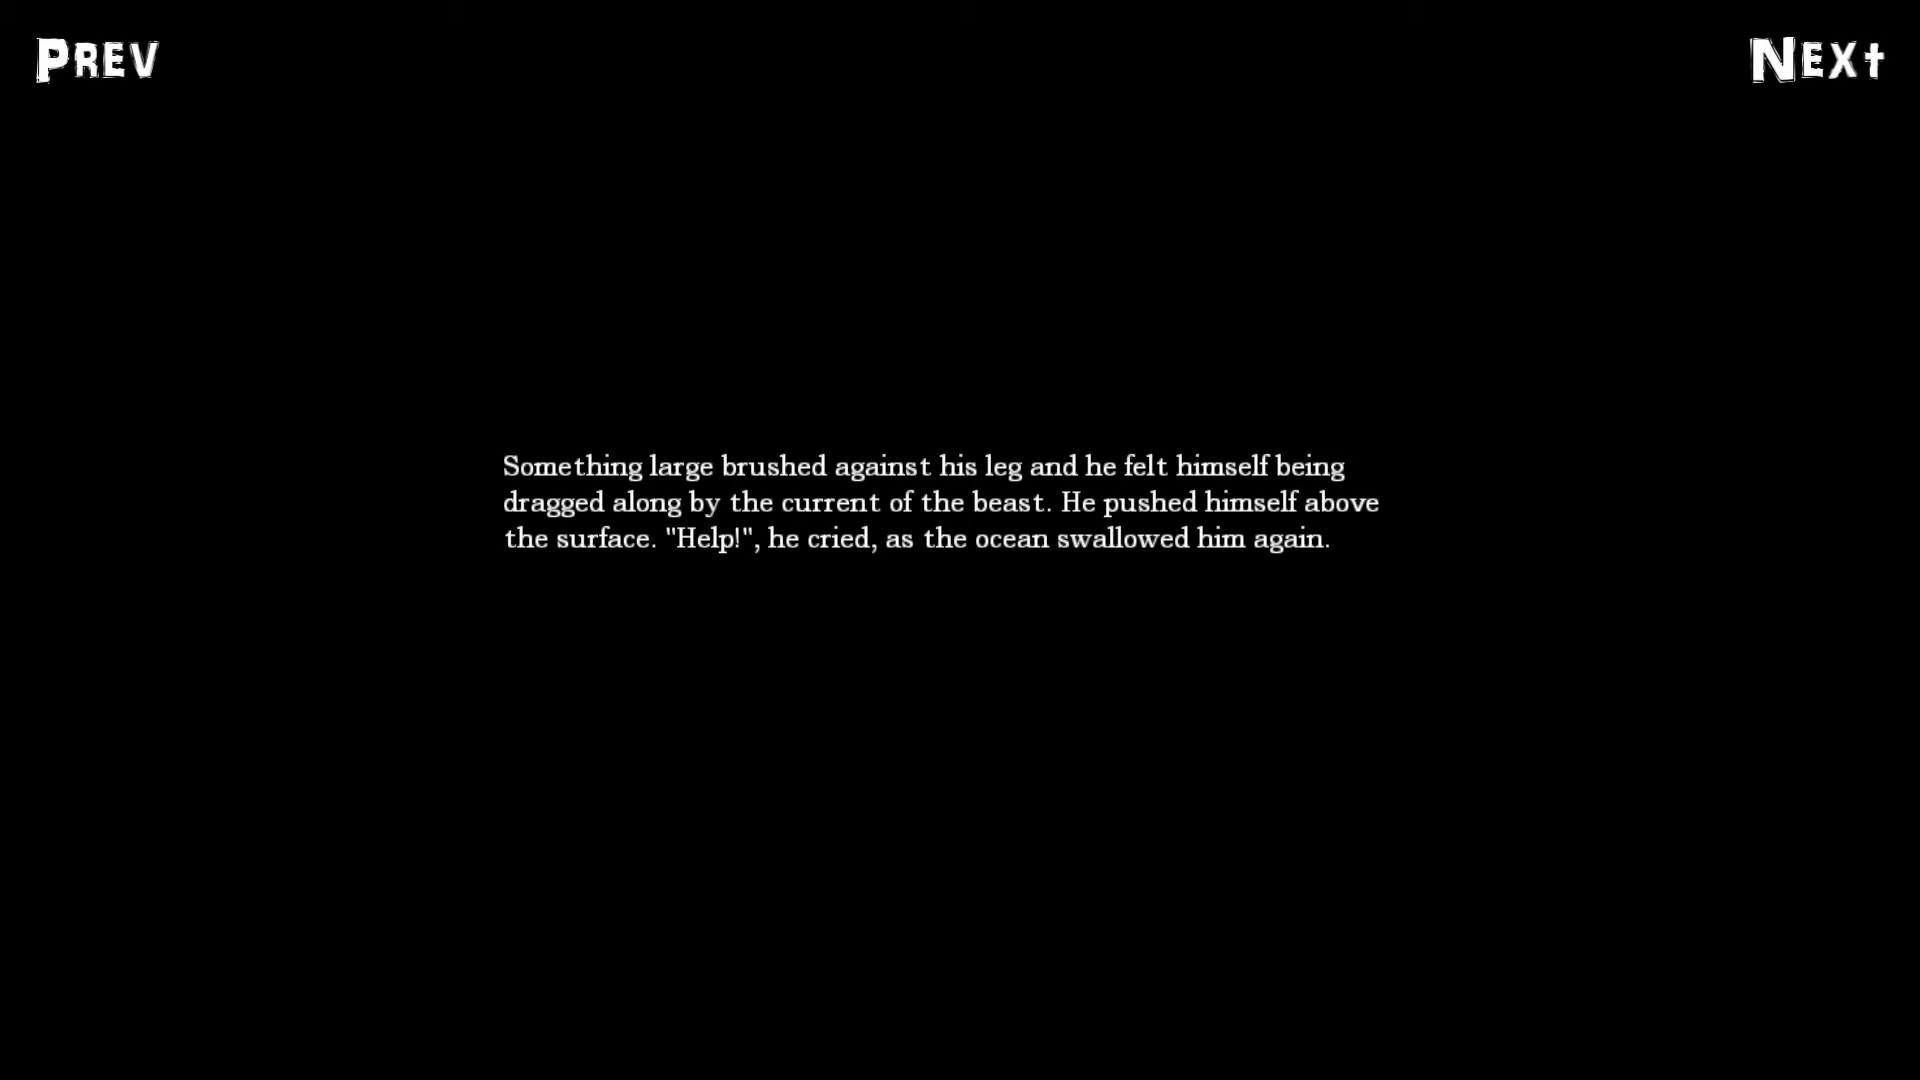 Prev
Next
Something large brushed against his leg and he felt himself being
dragged along by the current of the beast. He pushed himself above
the surface. "Help!", he cried, as the ocean swallowed him again.